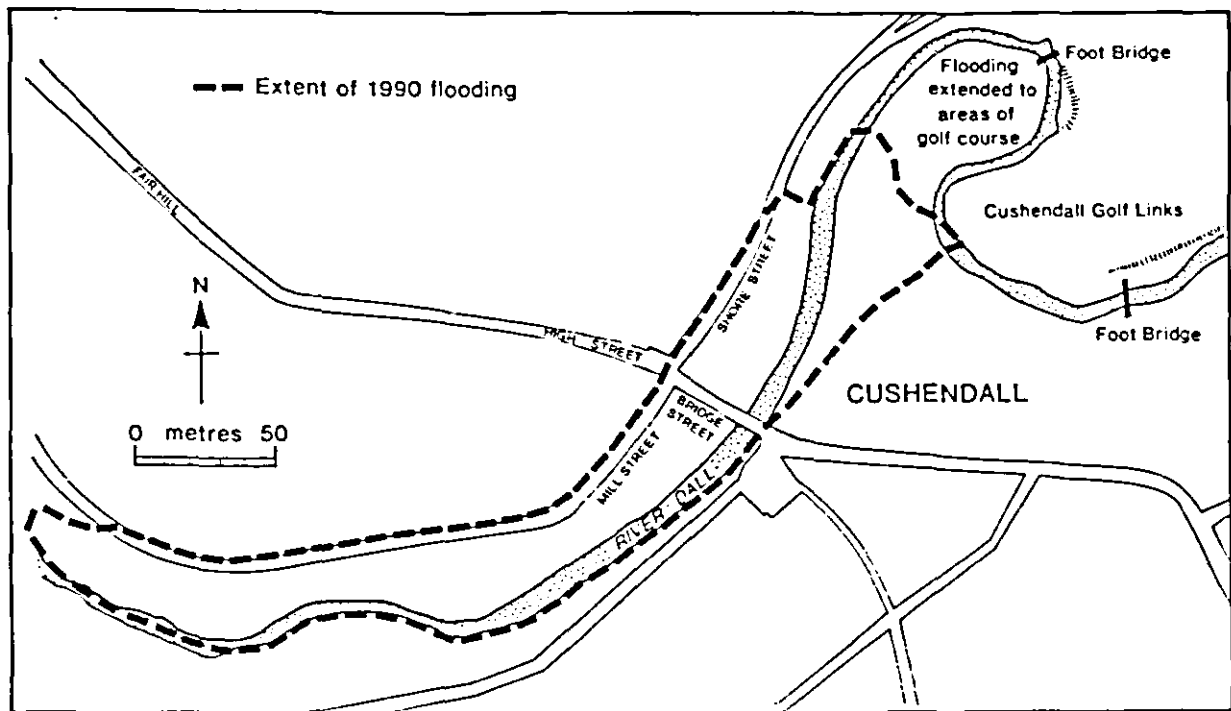 Extent of 1990 flooding
Foot Bridge
Flooding
extended to
areas of
golf course
FAIR HILL
Cushendall Golf Links
N
SHORE STREET
HIGH STREET
Foot Bridge
CUSHENDALL
BRIDGE
STREET
0 metres 50
MILL STREET
RIVER DALL